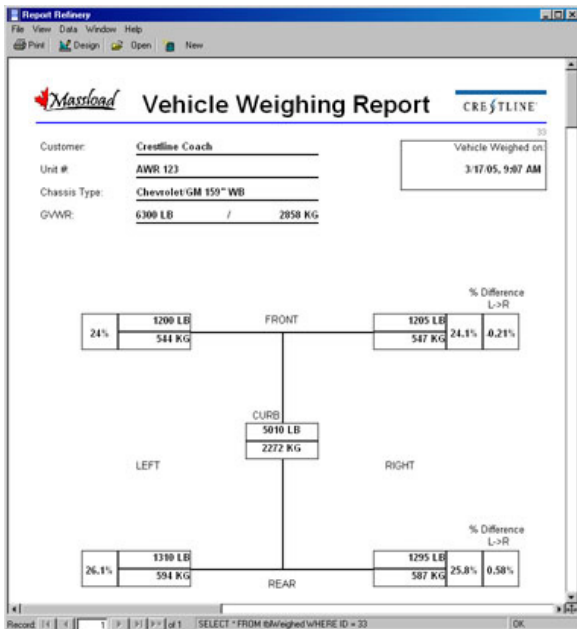 Report Refinery
File View Data Window Help
Print Design Open New
Massload Vehicle Weighing Report CRESTLINE
33
Customer: Crestline Coach Vehicle Weighed on:
Unit #: AWR 123 3/17/05, 9:07 AM
Chassis Type: Chevrolet/GM 159" WB
GVWR: 6300 LB / 2858 KG
% Difference
L->R
24% 1200 LB FRONT 1205 LB 24.1% -0.21%
544 KG 547 KG
CURB
5010 LB
2272 KG
LEFT RIGHT
% Difference
L->R
26.1% 1310 LB 1295 LB 25.8% 0.58%
594 KG REAR 587 KG
Record: 1 of 1 SELECT * FROM tblWeighed WHERE ID = 33 OK